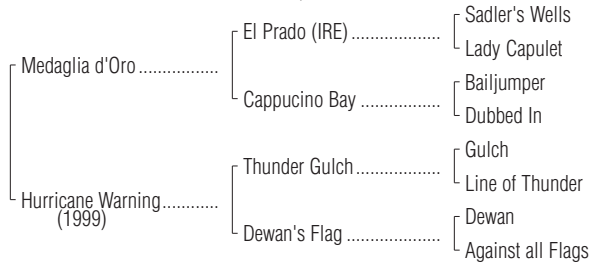 Sadler's Wells
El Prado (IRE) ...................
Lady Capulet
Medaglia d'Oro .................
Bailjumper
Cappucino Bay .................
Dubbed In
Gulch
Thunder Gulch ..................
Line of Thunder
Hurricane Warning ............
(1999)
Dewan
Dewan's Flag ....................
Against all Flags